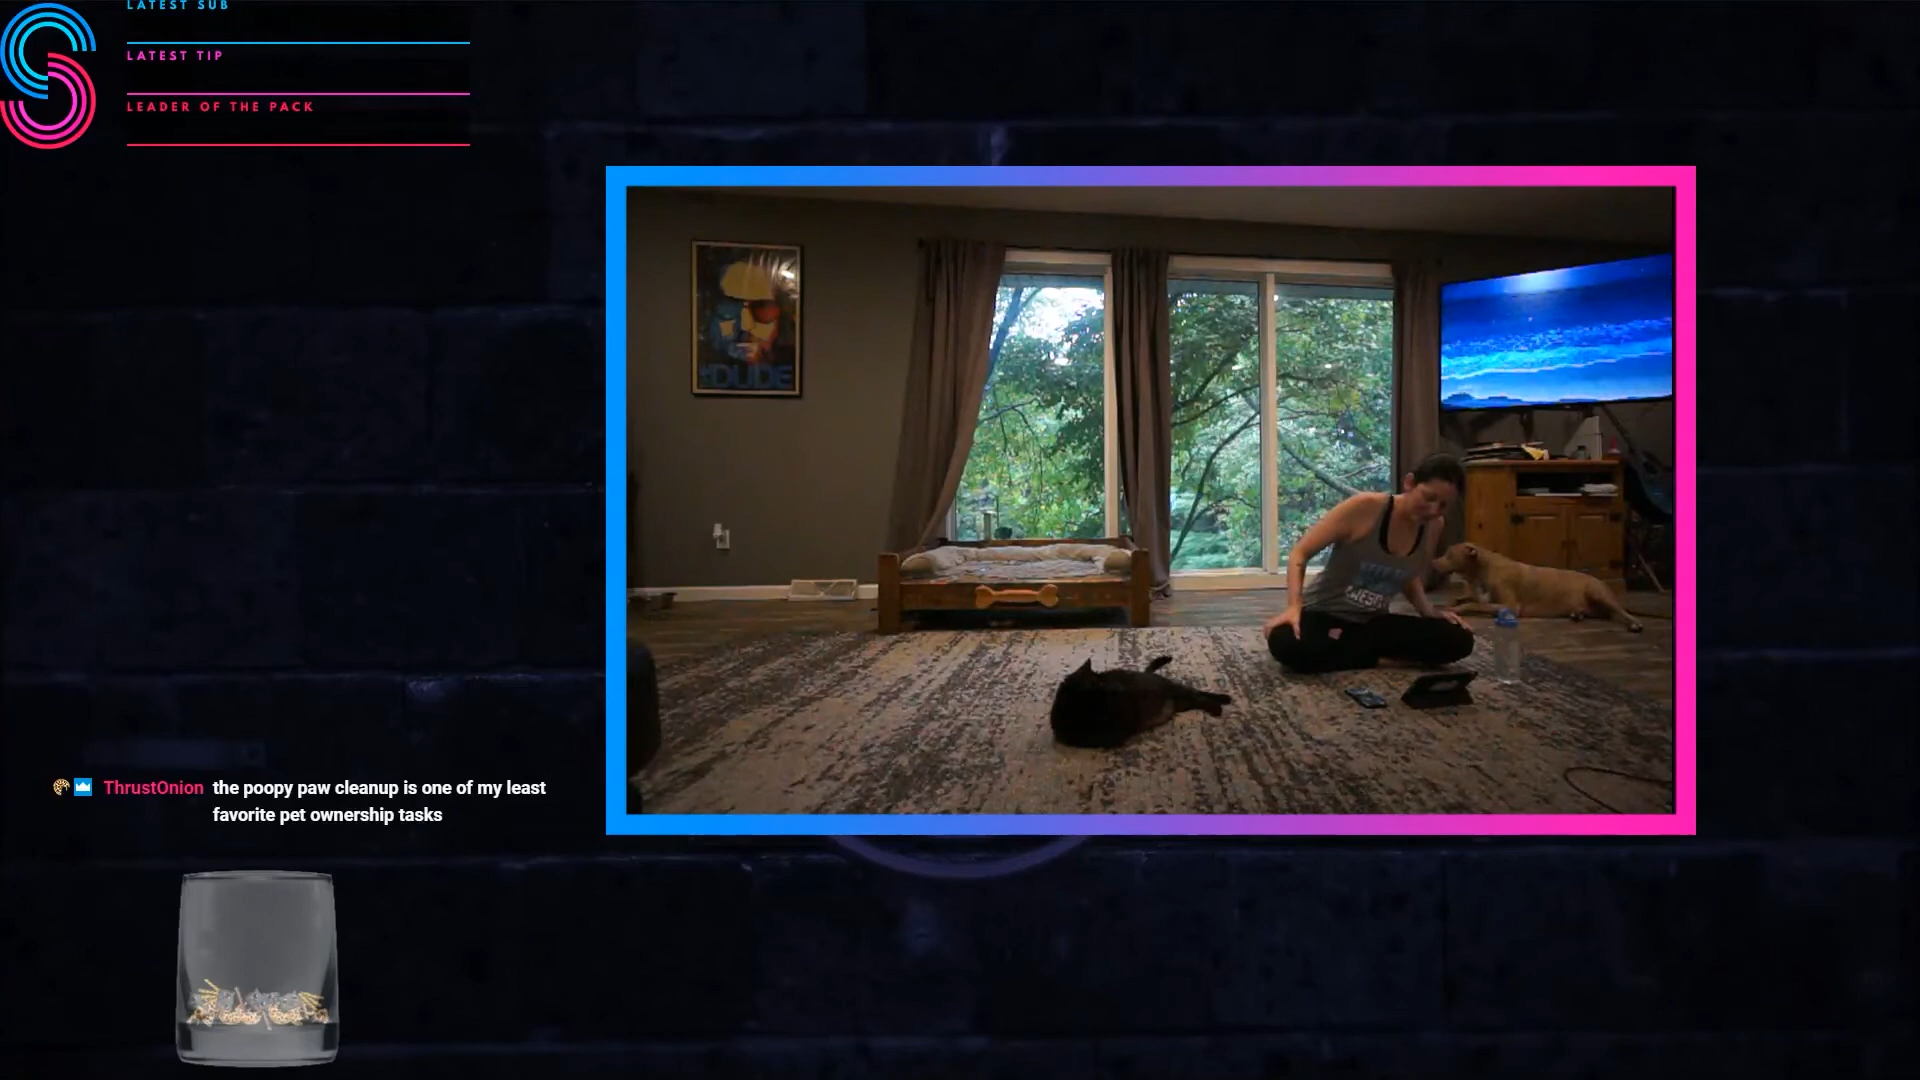 LATEST SUB
LATEST TIP
LEADER OF THE PACK
DUDE
ThrustOnion the poopy paw cleanup is one of my least
favorite pet ownership tasks